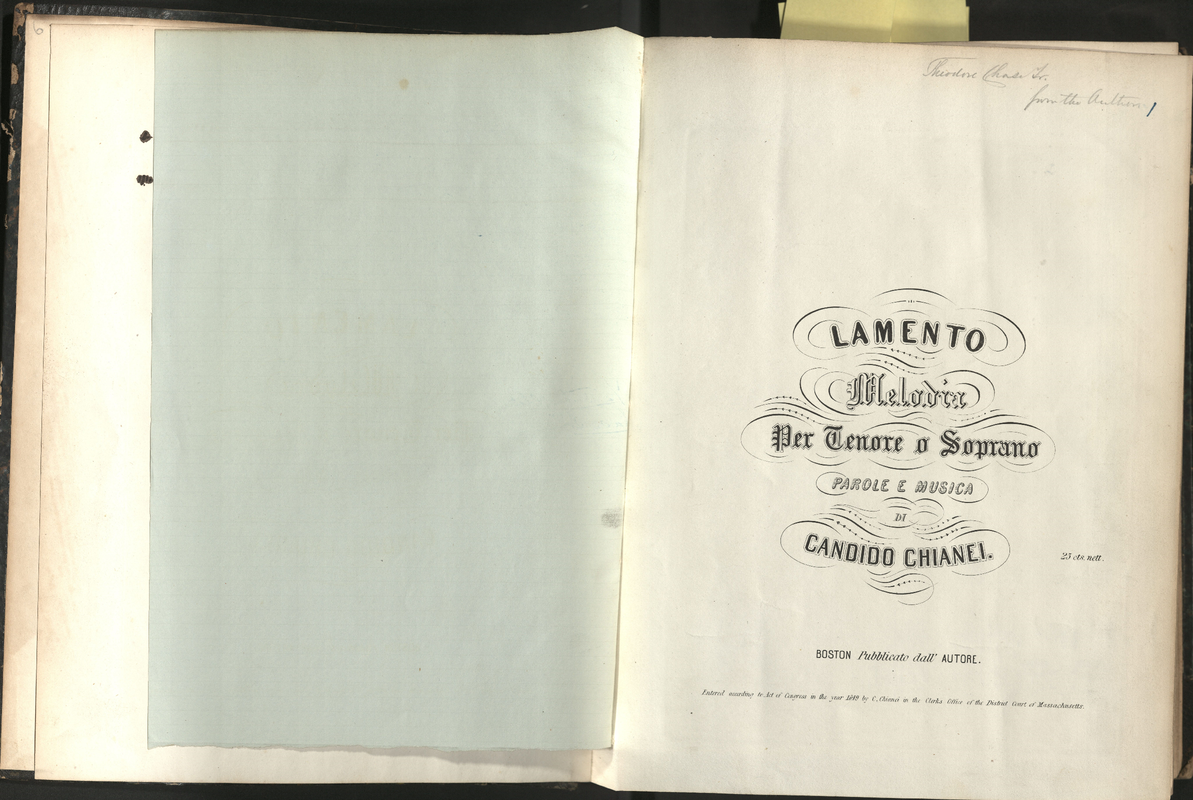 6
Theodore Chase Jr.
from the Author
LAMENTO
Melodia
Per Tenore o Soprano
PAROLE E MUSICA
DI
CANDIDO CHIANEI.
25 cts. nett.
BOSTON Pubblicato dall' AUTORE.
Entered according to Act of Congress in the year 1849 by C. Chianei in the Clerks Office of the District Court of Massachusetts.